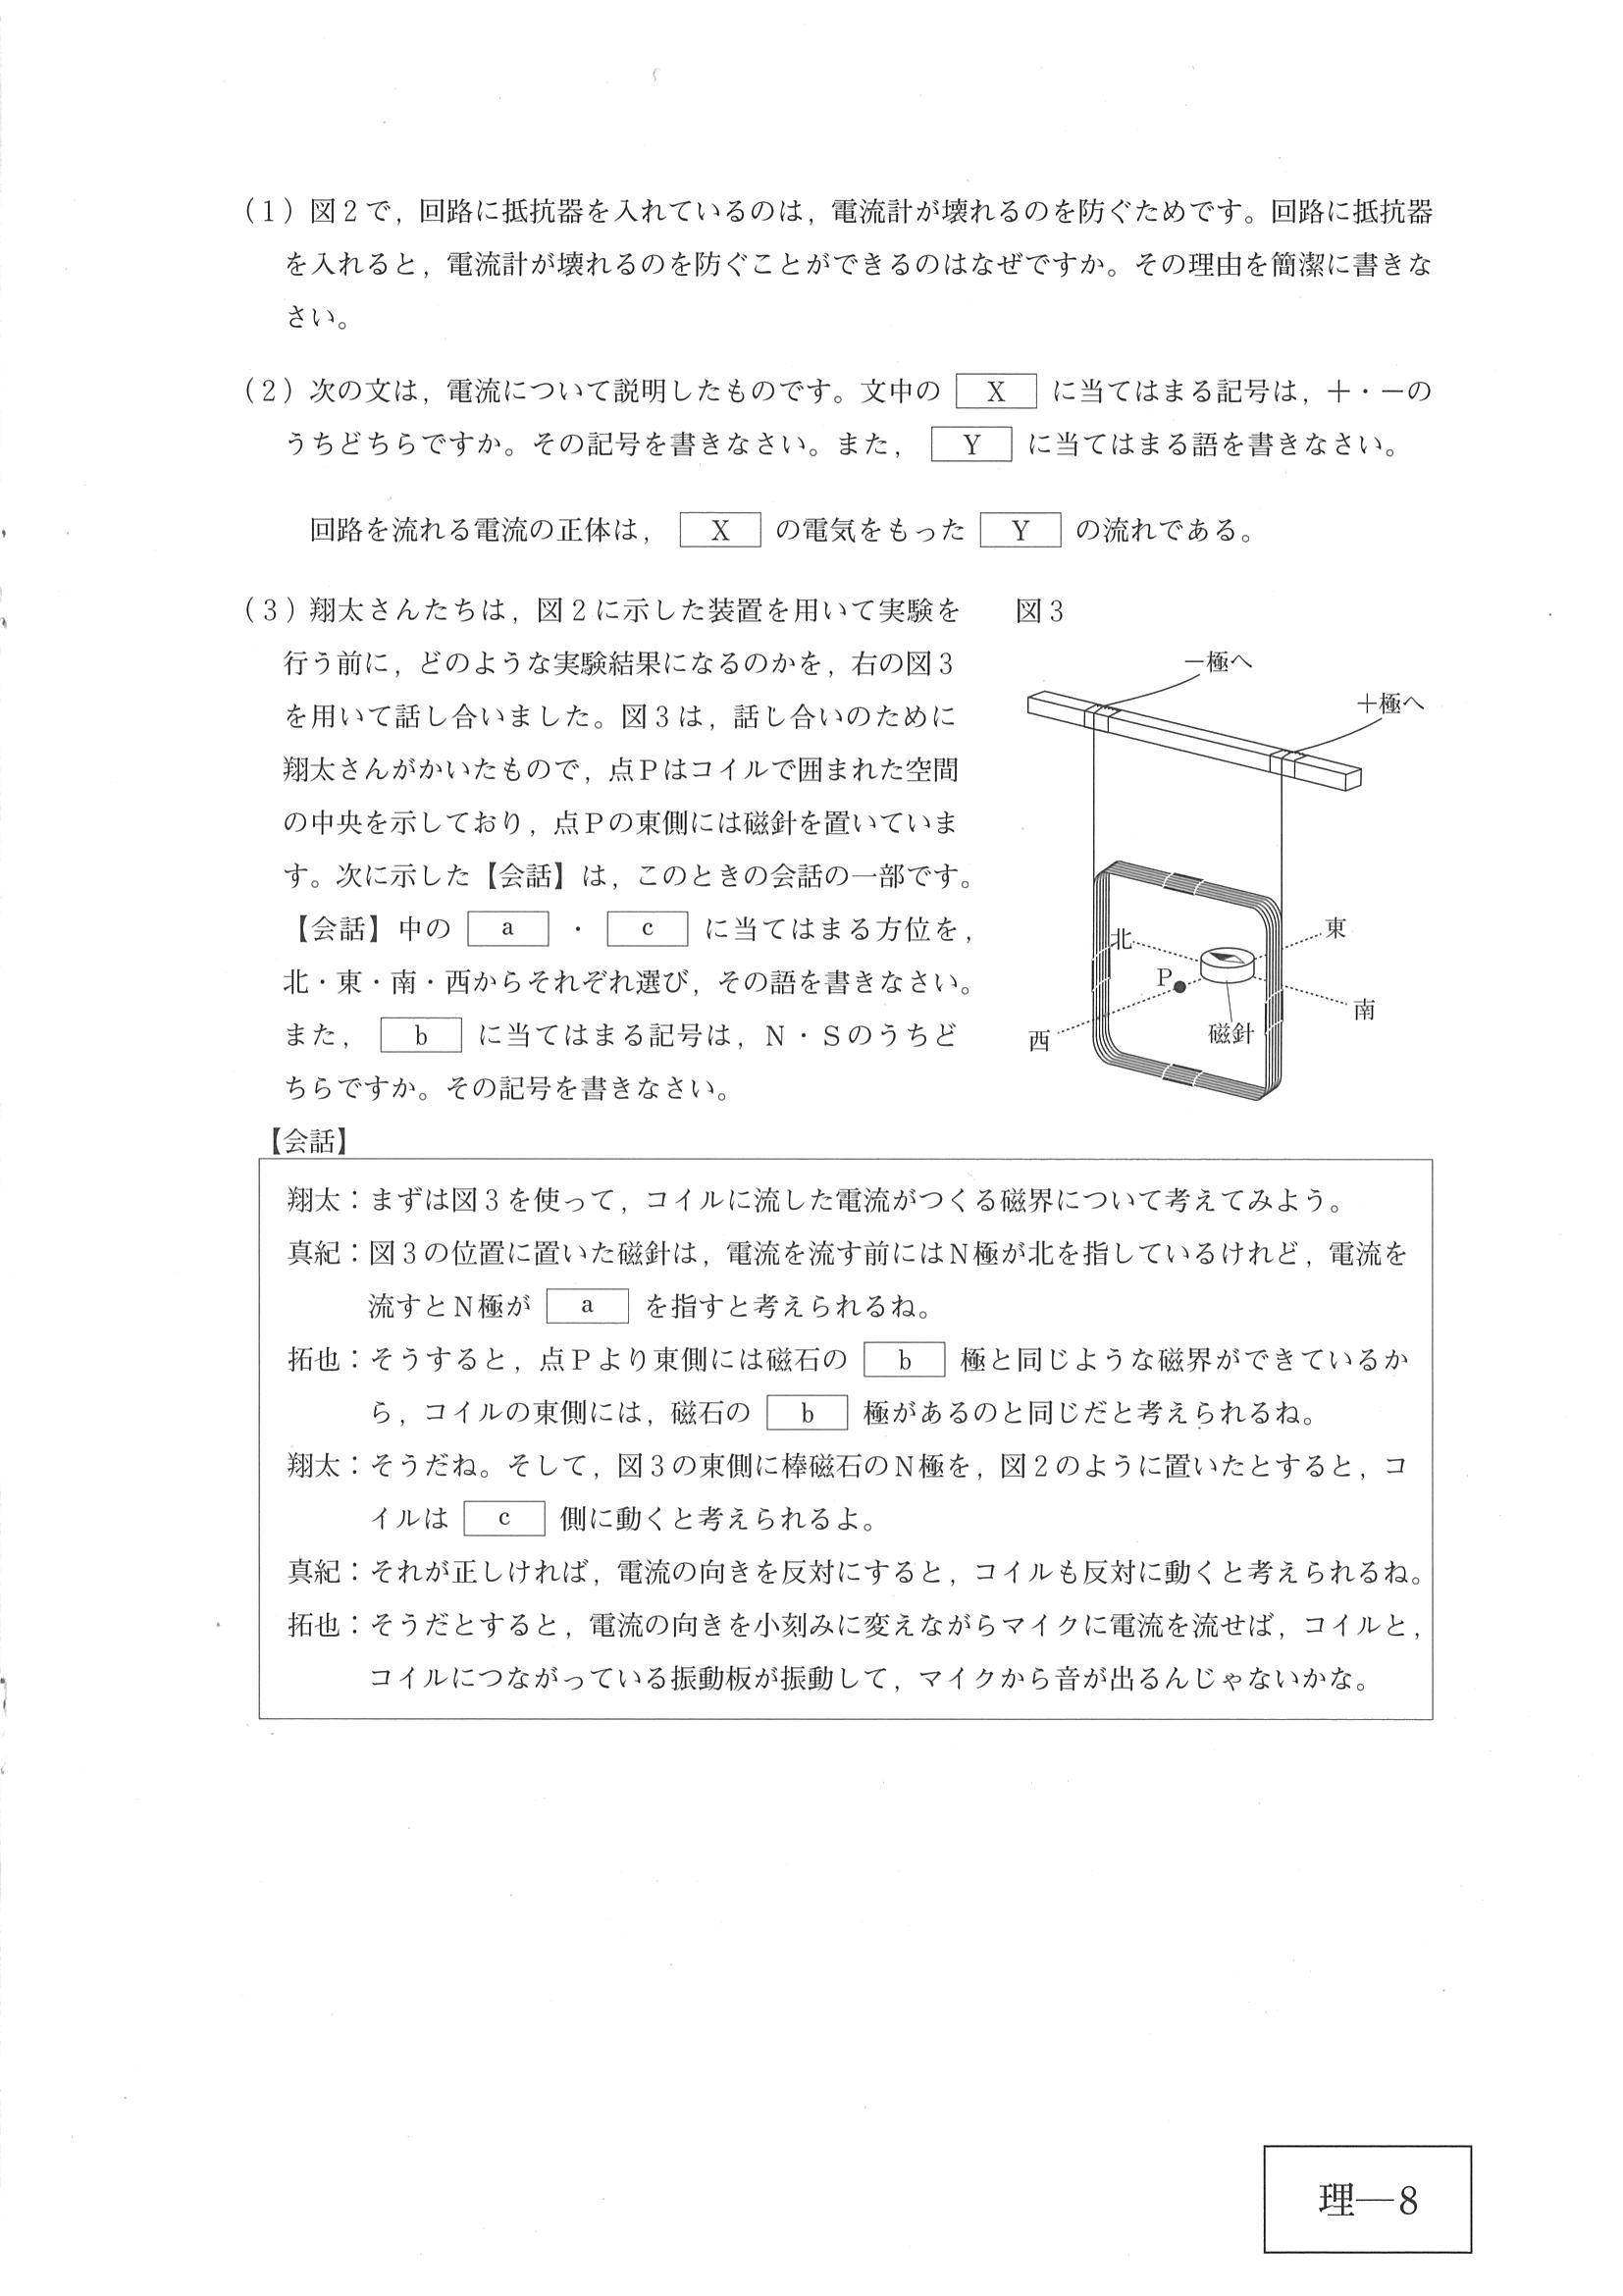 （1）図2で，回路に抵抗器を入れているのは，電流計が壊れるのを防ぐためです。回路に抵抗器
を入れると，電流計が壊れるのを防ぐことができるのはなぜですか。その理由を簡潔に書きな
さい。
（2）次の文は，電流について説明したものです。文中の X に当てはまる記号は，＋・－の
うちどちらですか。その記号を書きなさい。また， Y に当てはまる語を書きなさい。
回路を流れる電流の正体は， X の電気をもった Y の流れである。
（3）翔太さんたちは，図2に示した装置を用いて実験を
行う前に，どのような実験結果になるのかを，右の図3
を用いて話し合いました。図3は，話し合いのために
翔太さんがかいたもので，点Pはコイルで囲まれた空間
の中央を示しており，点Pの東側には磁針を置いていま
す。次に示した【会話】は，このときの会話の一部です。
【会話】中の a ・ c に当てはまる方位を，
北・東・南・西からそれぞれ選び，その語を書きなさい。
また， b に当てはまる記号は，N・Sのうちど
ちらですか。その記号を書きなさい。
図3
－極へ
＋極へ
北
東
P
南
西
磁針
【会話】
翔太：まずは図3を使って，コイルに流した電流がつくる磁界について考えてみよう。
真紀：図3の位置に置いた磁針は，電流を流す前にはN極が北を指しているけれど，電流を
流すとN極が a を指すと考えられるね。
拓也：そうすると，点Pより東側には磁石の b 極と同じような磁界ができているか
ら，コイルの東側には，磁石の b 極があるのと同じだと考えられるね。
翔太：そうだね。そして，図3の東側に棒磁石のN極を，図2のように置いたとすると，コ
イルは c 側に動くと考えられるよ。
真紀：それが正しければ，電流の向きを反対にすると，コイルも反対に動くと考えられるね。
拓也：そうだとすると，電流の向きを小刻みに変えながらマイクに電流を流せば，コイルと，
コイルにつながっている振動板が振動して，マイクから音が出るんじゃないかな。
理―8